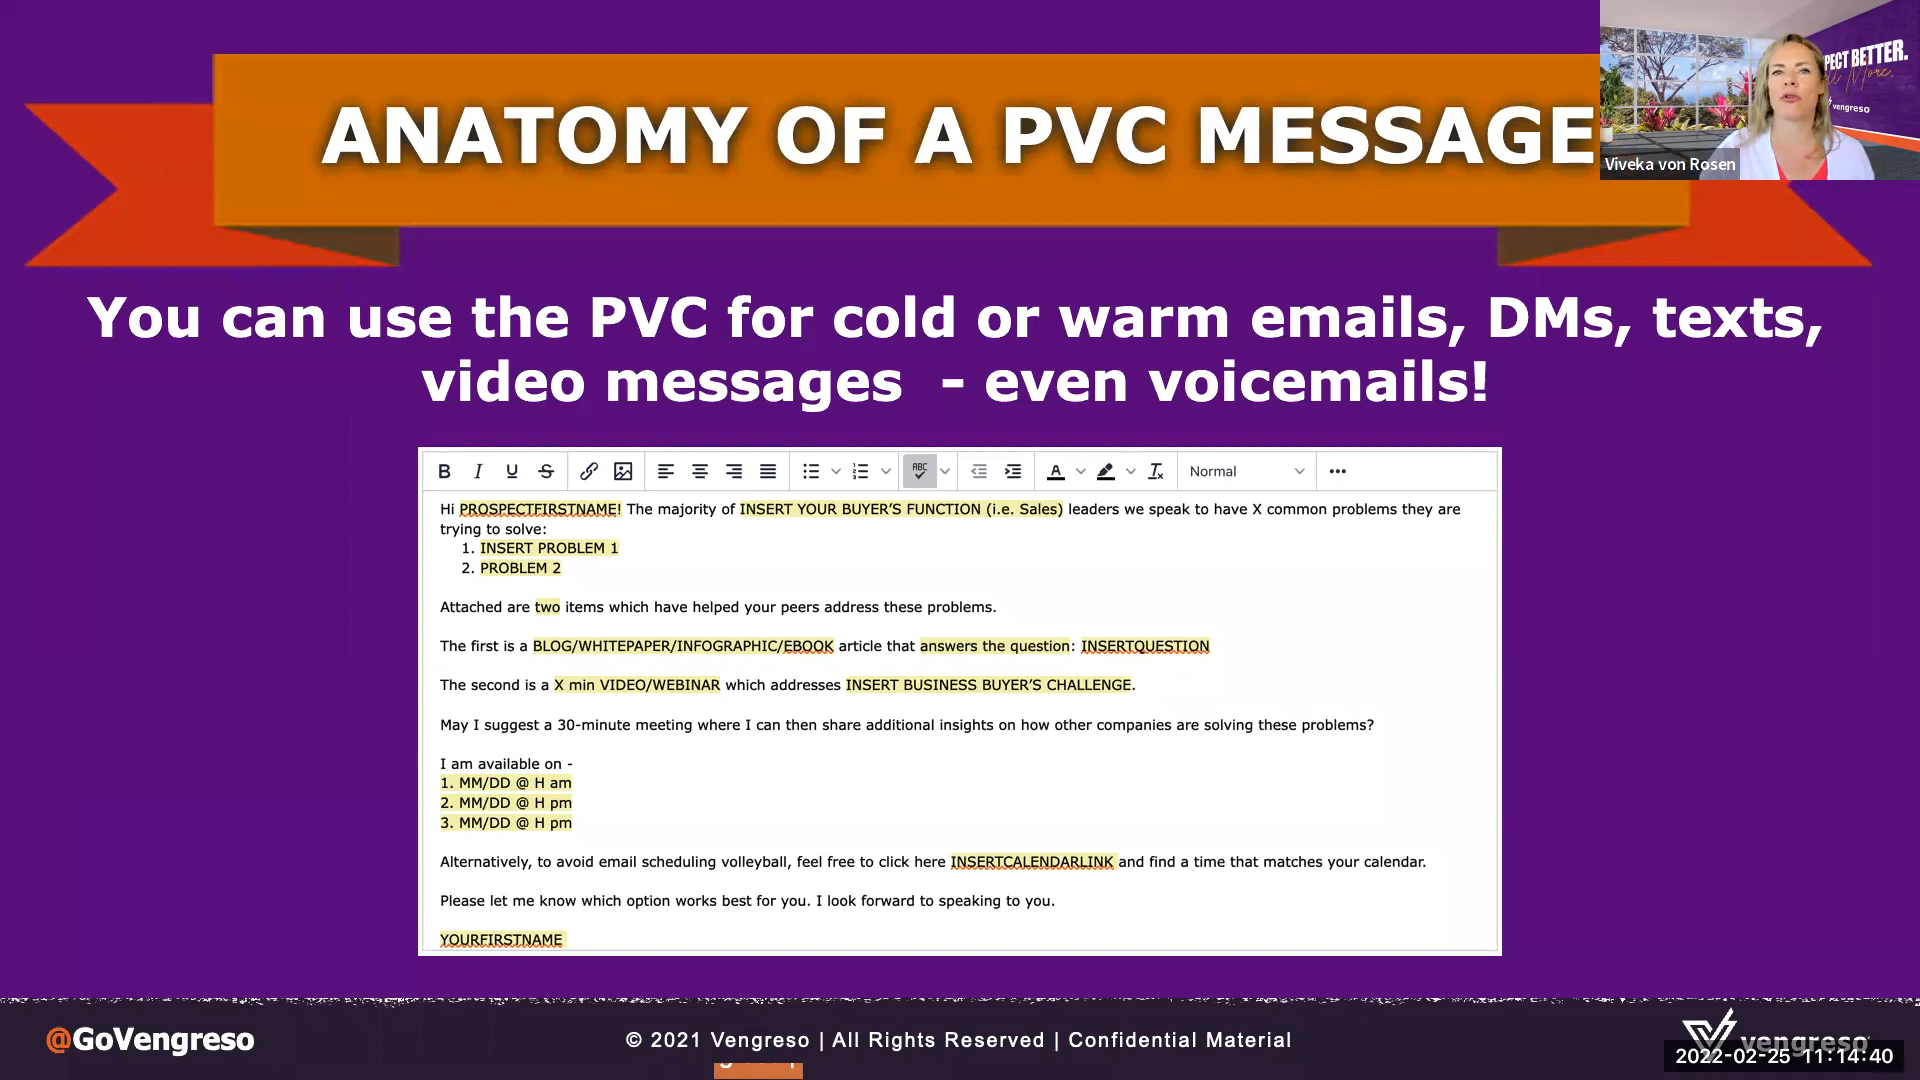 ANATOMY OF A PVC MESSAGE
PECT BETTER.
More.
vengreso
Viveka von Rosen
You can use the PVC for cold or warm emails, DMs, texts,
video messages - even voicemails!
B I U S ABC A Normal
Hi PROSPECTFIRSTNAME! The majority of INSERT YOUR BUYER'S FUNCTION (i.e. Sales) leaders we speak to have X common problems they are
trying to solve:
1. INSERT PROBLEM 1
2. PROBLEM 2
Attached are two items which have helped your peers address these problems.
The first is a BLOG/WHITEPAPER/INFOGRAPHIC/EBOOK article that answers the question: INSERTQUESTION
The second is a X min VIDEO/WEBINAR which addresses INSERT BUSINESS BUYER'S CHALLENGE.
May I suggest a 30-minute meeting where I can then share additional insights on how other companies are solving these problems?
I am available on -
1. MM/DD @ H am
2. MM/DD @ H pm
3. MM/DD @ H pm
Alternatively, to avoid email scheduling volleyball, feel free to click here INSERTCALENDARLINK and find a time that matches your calendar.
Please let me know which option works best for you. I look forward to speaking to you.
YOURFIRSTNAME
@GoVengreso
© 2021 Vengreso | All Rights Reserved | Confidential Material
vengreso
2022-02-25 11:14:40